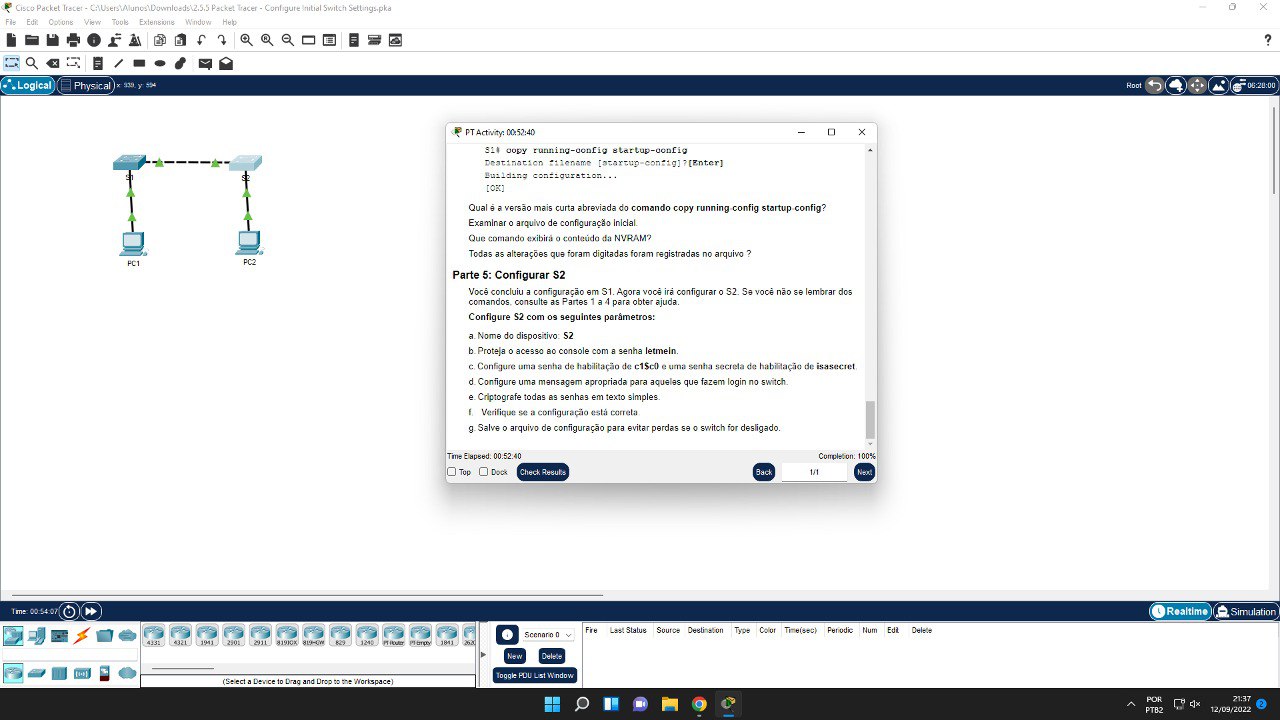 Cisco Packet Tracer - C:\Users\Alunos\Downloads\2.5.5 Packet Tracer - Configure Initial Switch Settings.pka
File Edit Options View Tools Extensions Window Help
Logical Physical x: 939, y: 594 Root 06:28:00
PT Activity: 00:52:40
S1# copy running-config startup-config
Destination filename [startup-config]?[Enter]
Building configuration...
[OK]
Qual é a versão mais curta abreviada do comando copy running-config startup-config?
Examinar o arquivo de configuração inicial.
Que comando exibirá o conteúdo da NVRAM?
Todas as alterações que foram digitadas foram registradas no arquivo ?
Parte 5: Configurar S2
Você concluiu a configuração em S1. Agora você irá configurar o S2. Se você não se lembrar dos
comandos, consulte as Partes 1 a 4 para obter ajuda.
Configure S2 com os seguintes parâmetros:
a. Nome do dispositivo: S2
b. Proteja o acesso ao console com a senha letmein.
c. Configure uma senha de habilitação de c1$c0 e uma senha secreta de habilitação de isasecret.
d. Configure uma mensagem apropriada para aqueles que fazem login no switch.
e. Criptografe todas as senhas em texto simples.
f. Verifique se a configuração está correta.
g. Salve o arquivo de configuração para evitar perdas se o switch for desligado.
Time Elapsed: 00:52:40 Completion: 100%
Top Dock Check Results Back 1/1 Next
S1 S2
PC1 PC2
Time: 00:54:07 Realtime Simulation
4331 4321 1941 2901 2911 819IOX 819HGW 829 1240 PT-Router PT-Empty 1841 2620
(Select a Device to Drag and Drop to the Workspace)
Scenario 0
New Delete
Toggle PDU List Window
Fire Last Status Source Destination Type Color Time(sec) Periodic Num Edit Delete
POR
PTB2
21:37
12/09/2022
2